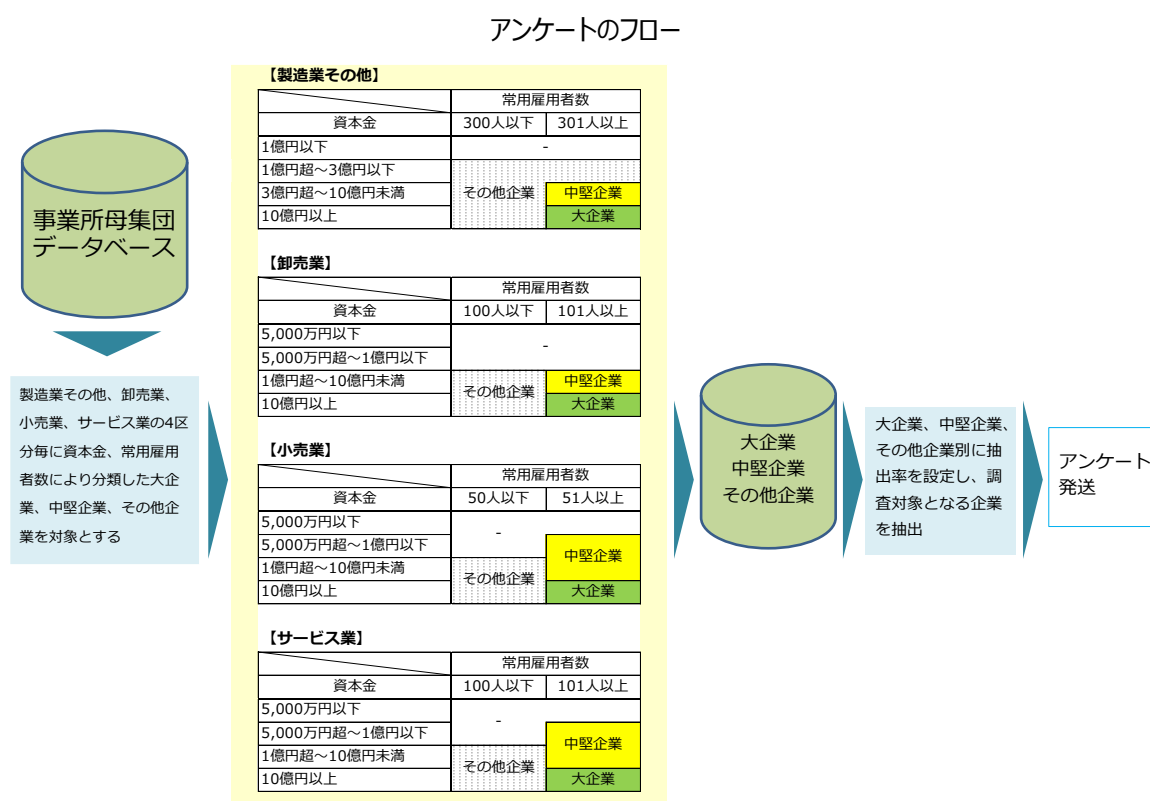 アンケートのフロー
事業所母集団
データベース
製造業その他、卸売業、
小売業、サービス業の4区
分毎に資本金、常用雇用
者数により分類した大企
業、中堅企業、その他企
業を対象とする
【製造業その他】
常用雇用者数
資本金 300人以下 301人以上
1億円以下 -
1億円超～3億円以下
3億円超～10億円未満 その他企業 中堅企業
10億円以上 大企業
【卸売業】
常用雇用者数
資本金 100人以下 101人以上
5,000万円以下
-
5,000万円超～1億円以下
1億円超～10億円未満 中堅企業
その他企業
10億円以上 大企業
【小売業】
常用雇用者数
資本金 50人以下 51人以上
5,000万円以下
-
5,000万円超～1億円以下
中堅企業
1億円超～10億円未満
その他企業
10億円以上 大企業
【サービス業】
常用雇用者数
資本金 100人以下 101人以上
5,000万円以下
-
5,000万円超～1億円以下
中堅企業
1億円超～10億円未満
その他企業
10億円以上 大企業
大企業
中堅企業
その他企業
大企業、中堅企業、
その他企業別に抽
出率を設定し、調
査対象となる企業
を抽出
アンケート
発送